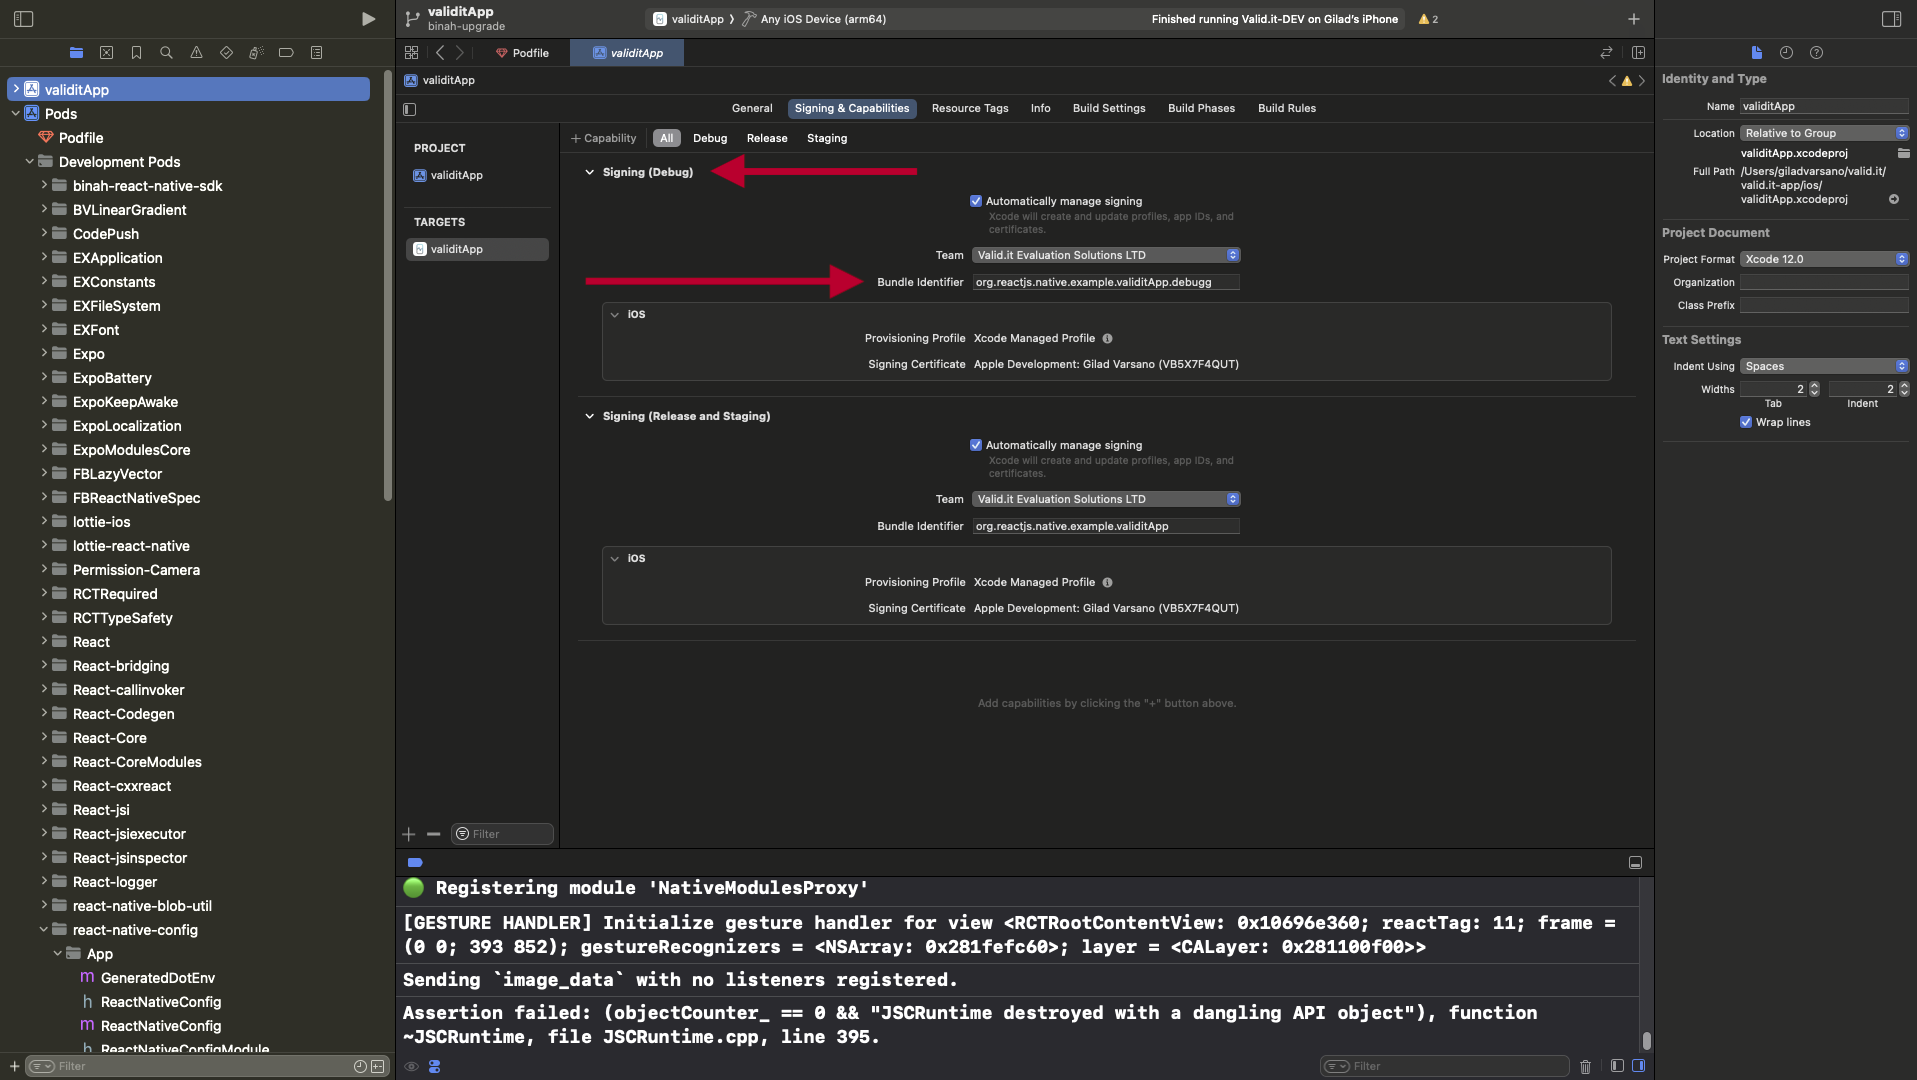 validitApp
binah-upgrade
validitApp
Any iOS Device (arm64)
Finished running Valid.it-DEV on Gilad's iPhone
2
Podfile
validitApp
validitApp
General
Signing & Capabilities
Resource Tags
Info
Build Settings
Build Phases
Build Rules
validitApp
Pods
Podfile
Development Pods
binah-react-native-sdk
BVLinearGradient
CodePush
EXApplication
EXConstants
EXFileSystem
EXFont
Expo
ExpoBattery
ExpoKeepAwake
ExpoLocalization
ExpoModulesCore
FBLazyVector
FBReactNativeSpec
lottie-ios
lottie-react-native
Permission-Camera
RCTRequired
RCTTypeSafety
React
React-bridging
React-callinvoker
React-Codegen
React-Core
React-CoreModules
React-cxxreact
React-jsi
React-jsiexecutor
React-jsinspector
React-logger
react-native-blob-util
react-native-config
App
GeneratedDotEnv
ReactNativeConfig
ReactNativeConfig
ReactNativeConfigModule
Filter
PROJECT
validitApp
TARGETS
validitApp
Filter
+ Capability
All
Debug
Release
Staging
Signing (Debug)
Automatically manage signing
Xcode will create and update profiles, app IDs, and
certificates.
Team Valid.it Evaluation Solutions LTD
Bundle Identifier org.reactjs.native.example.validitApp.debugg
iOS
Provisioning Profile Xcode Managed Profile
Signing Certificate Apple Development: Gilad Varsano (VB5X7F4QUT)
Signing (Release and Staging)
Automatically manage signing
Xcode will create and update profiles, app IDs, and
certificates.
Team Valid.it Evaluation Solutions LTD
Bundle Identifier org.reactjs.native.example.validitApp
iOS
Provisioning Profile Xcode Managed Profile
Signing Certificate Apple Development: Gilad Varsano (VB5X7F4QUT)
Add capabilities by clicking the "+" button above.
Registering module 'NativeModulesProxy'
[GESTURE HANDLER] Initialize gesture handler for view <RCTRootContentView: 0x10696e360; reactTag: 11; frame =
(0 0; 393 852); gestureRecognizers = <NSArray: 0x281fefc60>; layer = <CALayer: 0x281100f00>>
Sending `image_data` with no listeners registered.
Assertion failed: (objectCounter_ == 0 && "JSCRuntime destroyed with a dangling API object"), function
~JSCRuntime, file JSCRuntime.cpp, line 395.
Filter
Identity and Type
Name validitApp
Location Relative to Group
validitApp.xcodeproj
Full Path /Users/giladvarsano/valid.it/
valid.it-app/ios/
validitApp.xcodeproj
Project Document
Project Format Xcode 12.0
Organization
Class Prefix
Text Settings
Indent Using Spaces
Widths 2 2
Tab Indent
Wrap lines